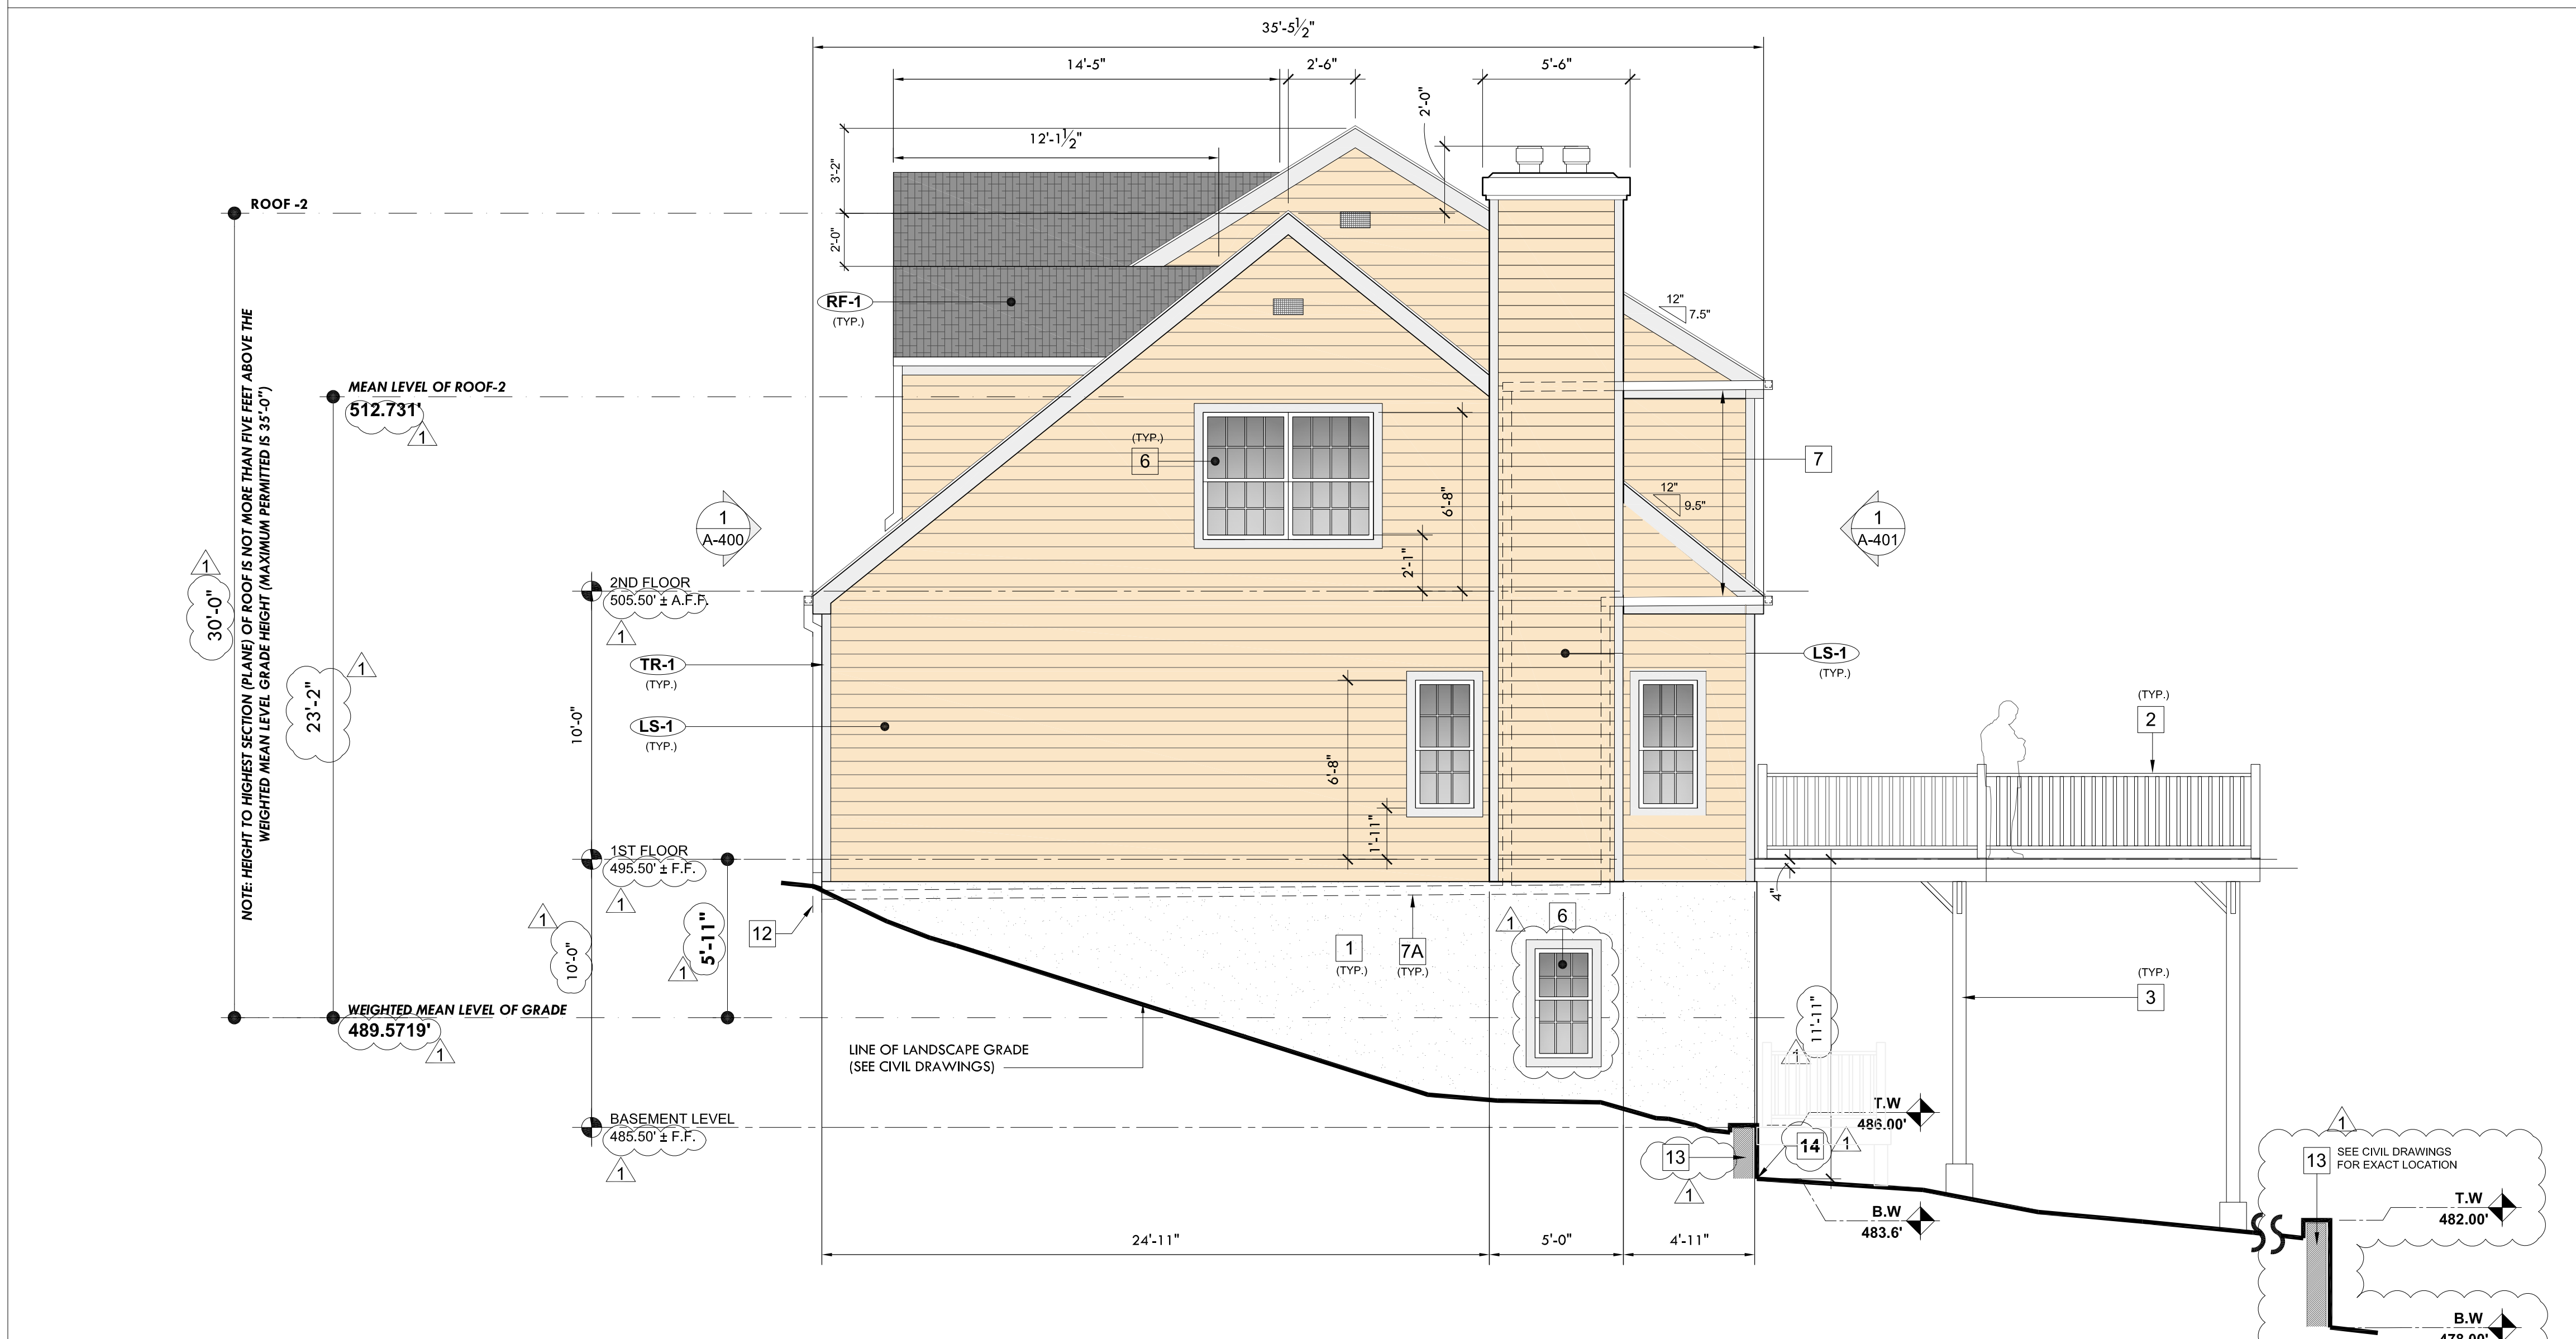 35'-5½"
14'-5"
2'-6"
5'-6"
2'-0"
12'-1½"
3'-2"
2'-0"
ROOF -2
RF-1
(TYP.)
12"
7.5"
NOTE: HEIGHT TO HIGHEST SECTION (PLANE) OF ROOF IS NOT MORE THAN FIVE FEET ABOVE THE
WEIGHTED MEAN LEVEL GRADE HEIGHT (MAXIMUM PERMITTED IS 35'-0")
MEAN LEVEL OF ROOF-2
512.731'
1
(TYP.)
6
7
6'-8"
2'-1"
12"
9.5"
1
A-400
1
A-401
1
30'-0"
2ND FLOOR
505.50' ± A.F.F.
1
TR-1
(TYP.)
LS-1
(TYP.)
1
23'-2"
10'-0"
LS-1
(TYP.)
(TYP.)
2
6'-8"
1'-11"
1ST FLOOR
495.50' ± F.F.
1
4"
1
10'-0"
5'-11"
1
12
1
(TYP.)
7A
(TYP.)
1
6
(TYP.)
3
11'-11"
1
WEIGHTED MEAN LEVEL OF GRADE
489.5719'
1
LINE OF LANDSCAPE GRADE
(SEE CIVIL DRAWINGS)
BASEMENT LEVEL
485.50' ± F.F.
1
T.W
486.00'
14
1
13
1
B.W
483.6'
1
13
SEE CIVIL DRAWINGS
FOR EXACT LOCATION
T.W
482.00'
24'-11"
5'-0"
4'-11"
B.W
478.00'